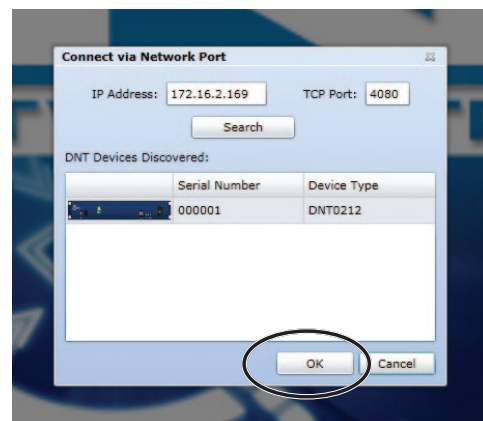 Connect via Network Port
IP Address: 172.16.2.169 TCP Port: 4080
Search
DNT Devices Discovered:
Serial Number Device Type
000001 DNT0212
OK Cancel